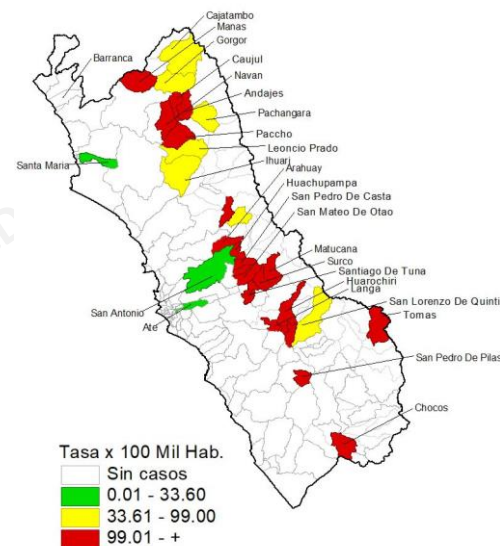 Cajatambo
Manas
Gorgor
Barranca
Caujul
Navan
Andajes
Pachangara
Paccho
Leoncio Prado
Santa Maria
Ihuari
Arahuay
Huachupampa
San Pedro De Casta
San Mateo De Otao
Matucana
Surco
Santiago De Tuna
Huarochiri
Langa
San Lorenzo De Quinti
San Antonio
Tomas
Ate
San Pedro De Pilas
Chocos
Tasa x 100 Mil Hab.
Sin casos
0.01 - 33.60
33.61 - 99.00
99.01 - +